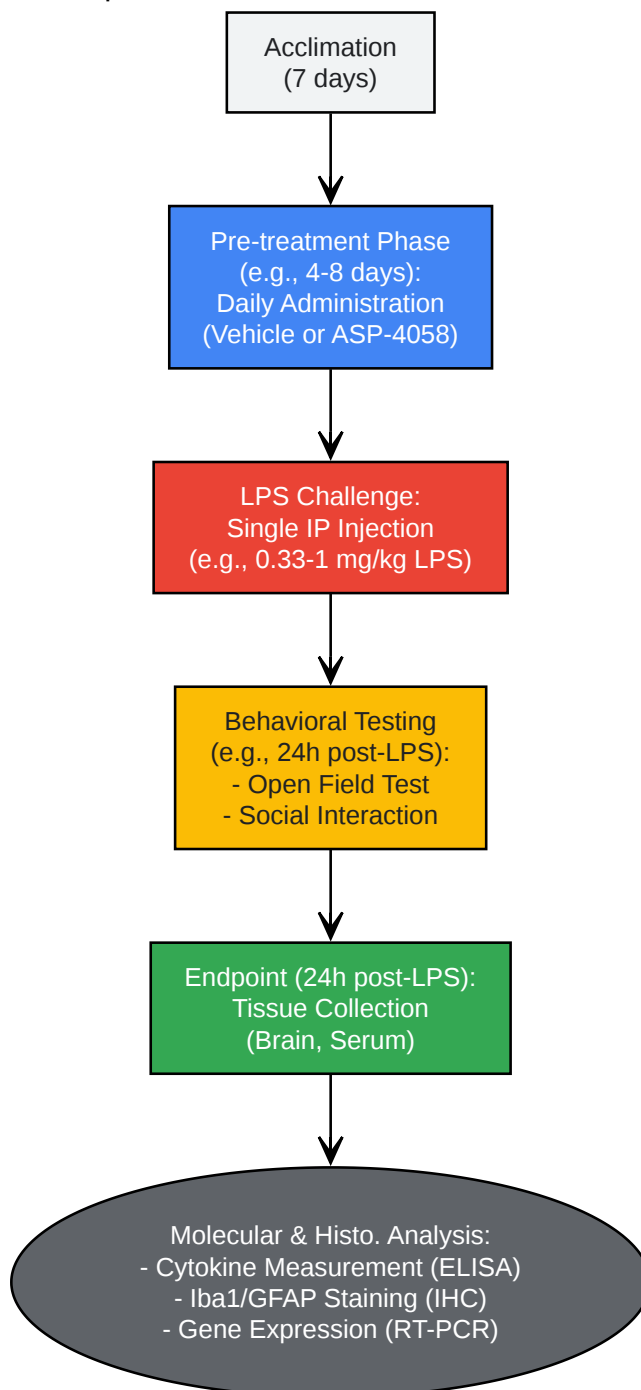 Acclimation
(7 days)
Pre-treatment Phase
(e.g., 4-8 days):
Daily Administration
(Vehicle or ASP-4058)
LPS Challenge:
Single IP Injection
(e.g., 0.33-1 mg/kg LPS)
Behavioral Testing
(e.g., 24h post-LPS):
- Open Field Test
- Social Interaction
Endpoint (24h post-LPS):
Tissue Collection
(Brain, Serum)
Molecular & Histo. Analysis:
- Cytokine Measurement (ELISA)
- Iba1/GFAP Staining (IHC)
- Gene Expression (RT-PCR)